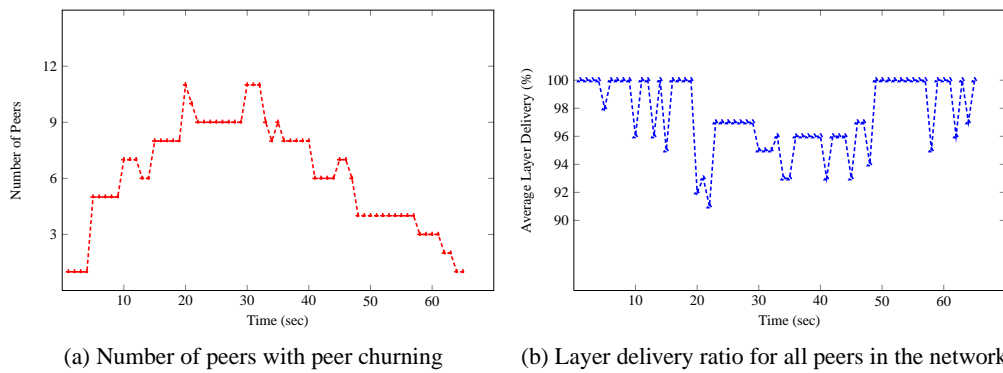 12
9
6
3
Number of Peers
10 20 30 40 50 60
Time (sec)
(a) Number of peers with peer churning
100
98
96
94
92
90
Average Layer Delivery (%)
10 20 30 40 50 60
Time (sec)
(b) Layer delivery ratio for all peers in the network